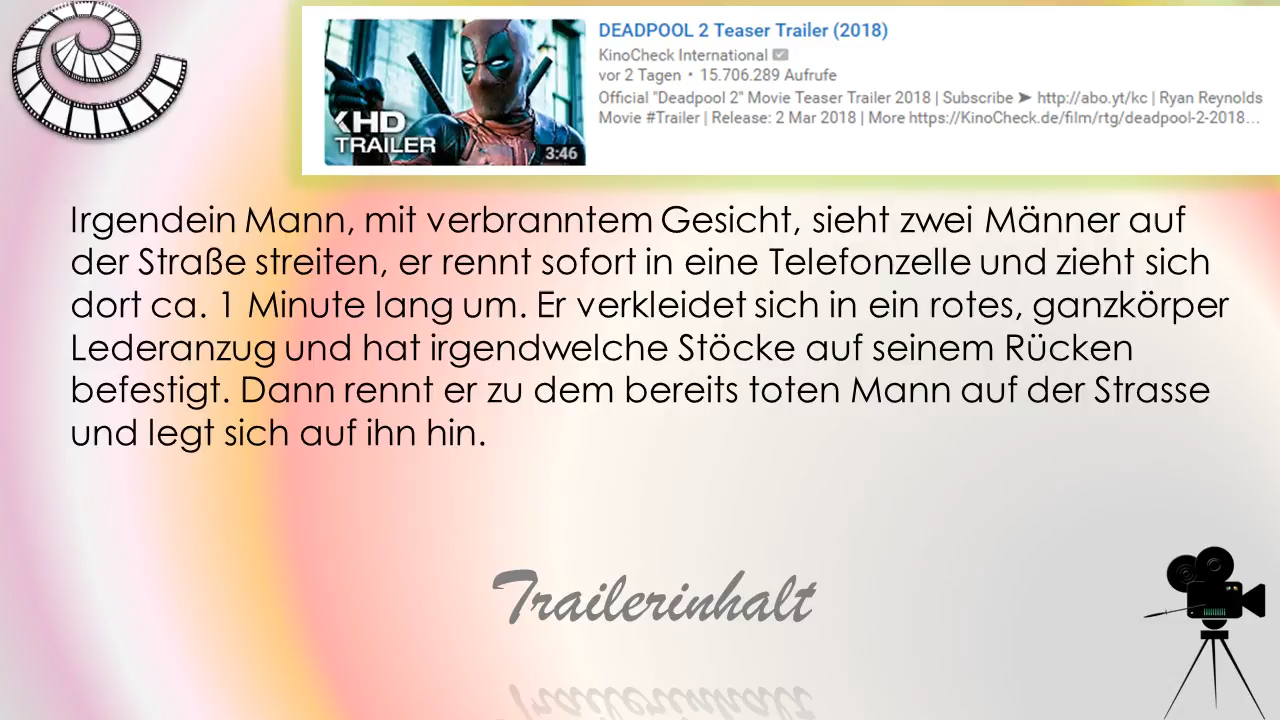 DEADPOOL 2 Teaser Trailer (2018)
KinoCheck International
vor 2 Tagen • 15.706.289 Aufrufe
Official "Deadpool 2" Movie Teaser Trailer 2018 | Subscribe ➤ http://abo.yt/kc | Ryan Reynolds
Movie #Trailer | Release: 2 Mar 2018 | More https://KinoCheck.de/film/rtg/deadpool-2-2018...
KHD
TRAILER
3:46
Irgendein Mann, mit verbranntem Gesicht, sieht zwei Männer auf
der Straße streiten, er rennt sofort in eine Telefonzelle und zieht sich
dort ca. 1 Minute lang um. Er verkleidet sich in ein rotes, ganzkörper
Lederanzug und hat irgendwelche Stöcke auf seinem Rücken
befestigt. Dann rennt er zu dem bereits toten Mann auf der Strasse
und legt sich auf ihn hin.
Trailerinhalt